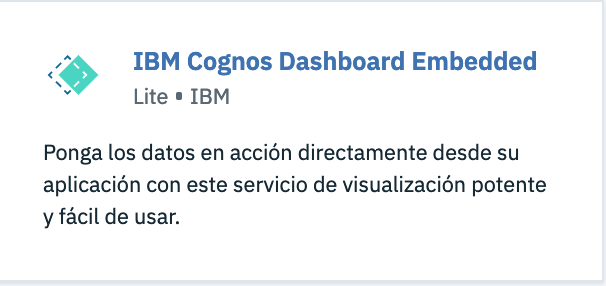 IBM Cognos Dashboard Embedded
Lite • IBM
Ponga los datos en acción directamente desde su
aplicación con este servicio de visualización potente
y fácil de usar.